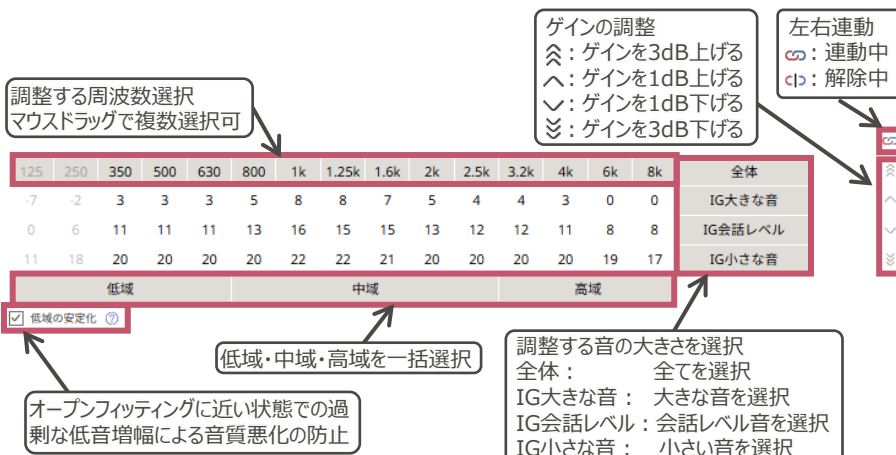 ゲインの調整
：ゲインを3dB上げる
：ゲインを1dB上げる
：ゲインを1dB下げる
：ゲインを3dB下げる
左右連動
：連動中
：解除中
調整する周波数選択
マウスドラッグで複数選択可
125 250 350 500 630 800 1k 1.25k 1.6k 2k 2.5k 3.2k 4k 6k 8k 全体
-7 -2 3 3 3 5 8 8 7 5 4 4 3 0 0 IG大きな音
0 6 11 11 11 13 16 15 15 13 12 12 11 8 8 IG会話レベル
11 18 20 20 20 20 22 22 21 20 20 20 20 19 17 IG小さな音
低域 中域 高域
低域の安定化 ?
低域・中域・高域を一括選択
オープンフィッティングに近い状態での過
剰な低音増幅による音質悪化の防止
調整する音の大きさを選択
全体： 全てを選択
IG大きな音： 大きな音を選択
IG会話レベル：会話レベル音を選択
IG小さな音： 小さい音を選択